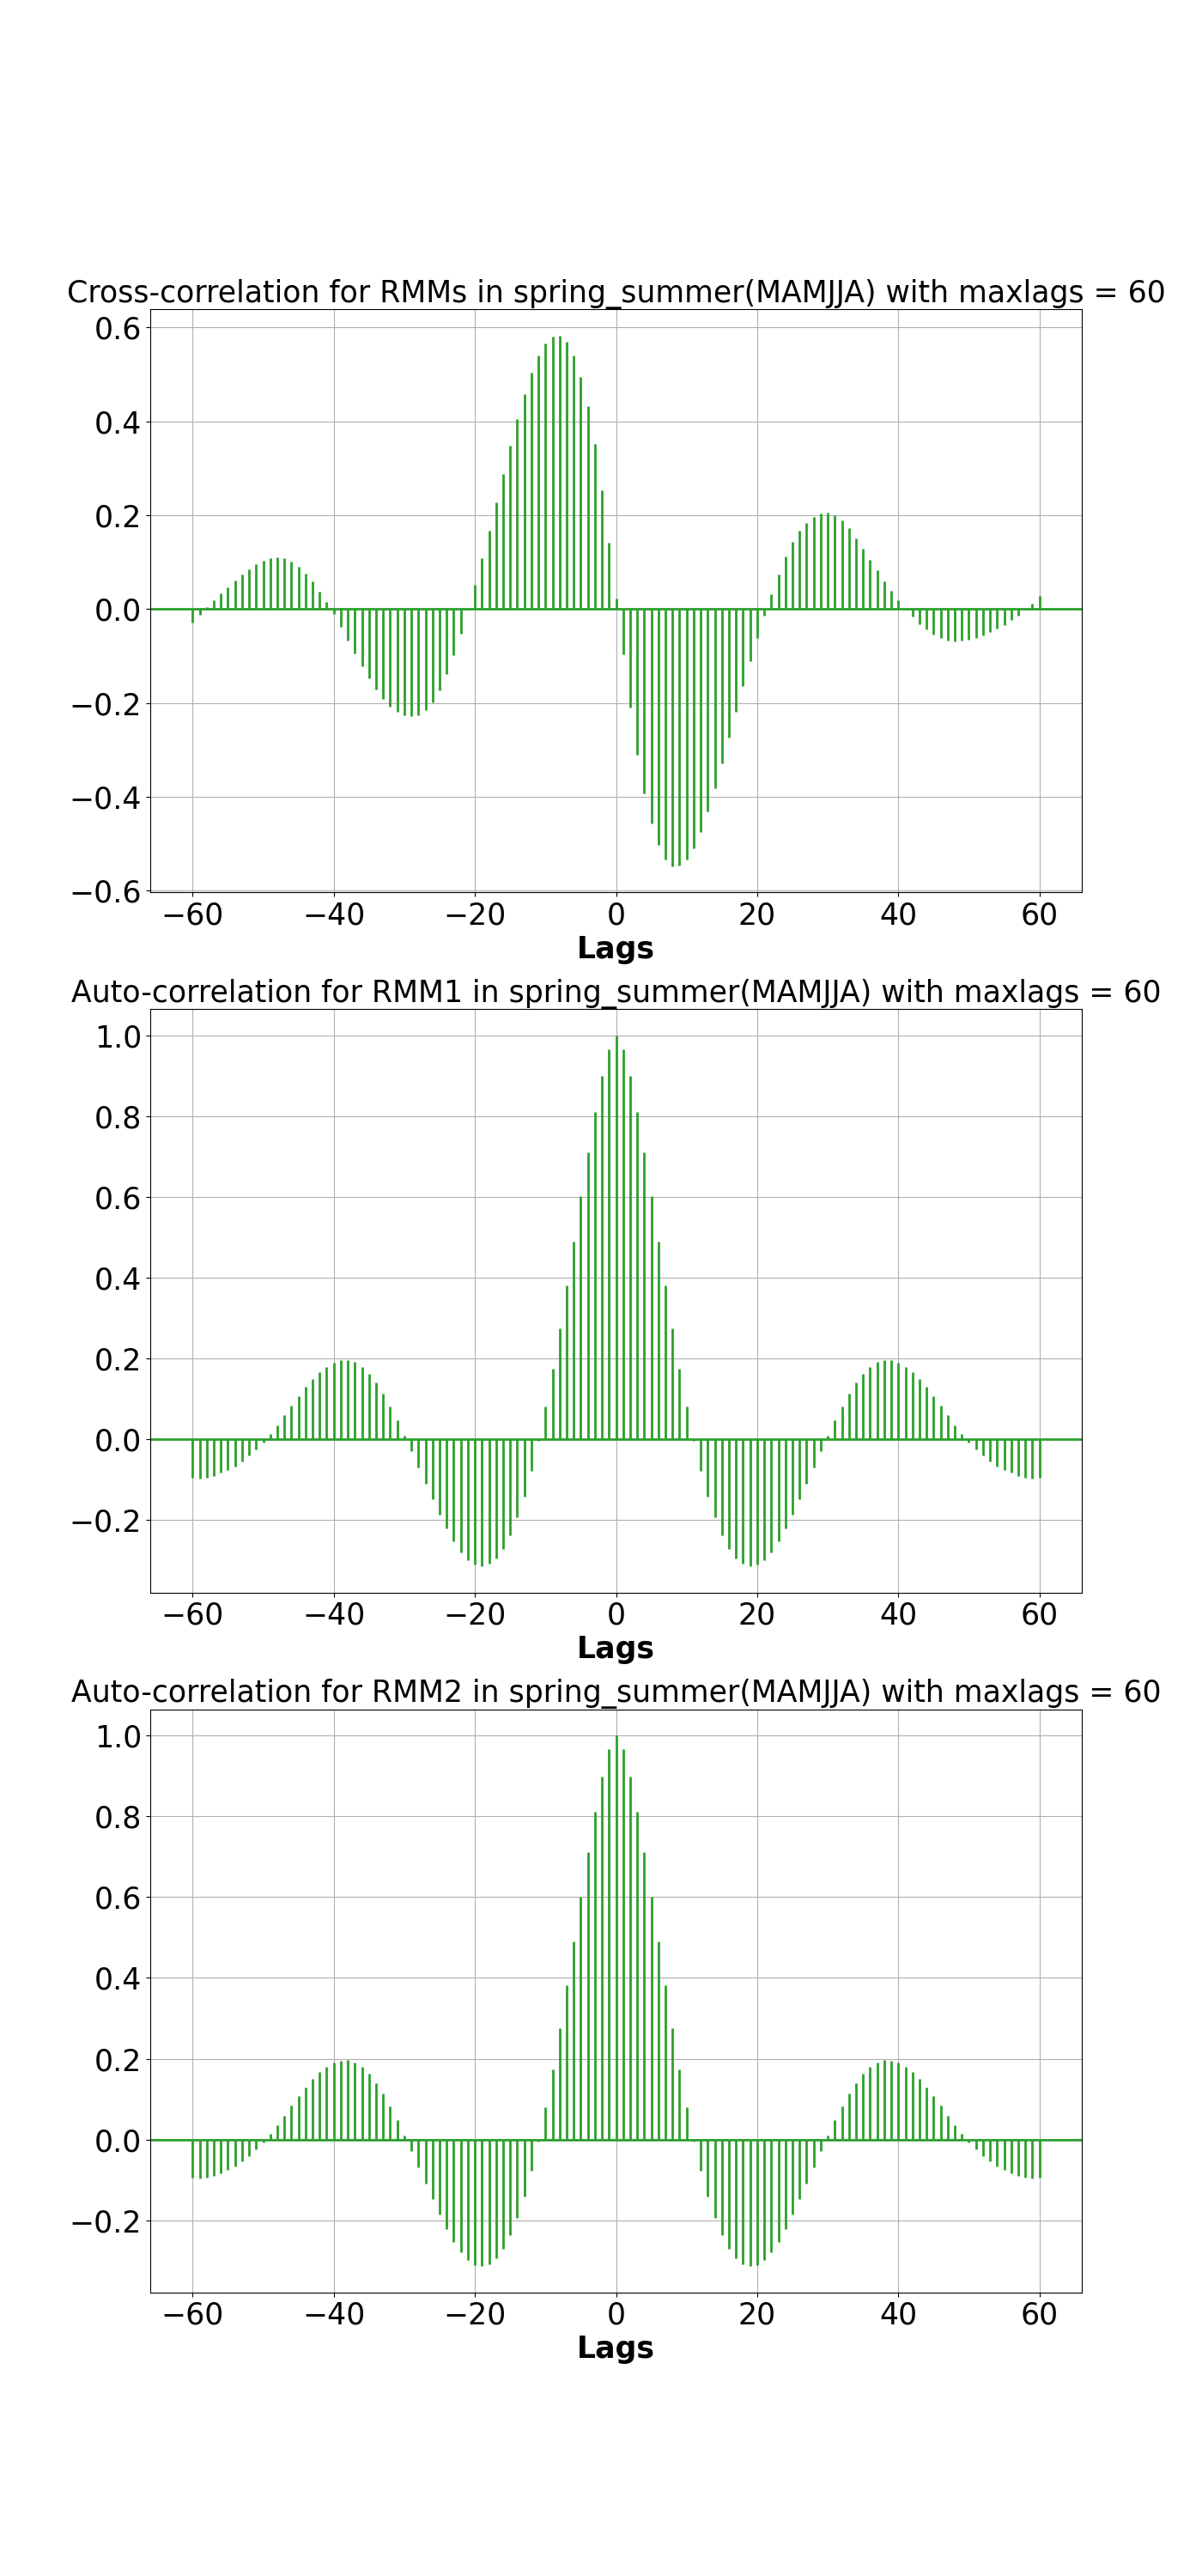 Cross-correlation for RMMs in spring_summer(MAMJJA) with maxlags = 60
0.6
0.4
0.2
0.0
−0.2
−0.4
−0.6
−60 −40 −20 0 20 40 60
Lags
Auto-correlation for RMM1 in spring_summer(MAMJJA) with maxlags = 60
1.0
0.8
0.6
0.4
0.2
0.0
−0.2
−60 −40 −20 0 20 40 60
Lags
Auto-correlation for RMM2 in spring_summer(MAMJJA) with maxlags = 60
1.0
0.8
0.6
0.4
0.2
0.0
−0.2
−60 −40 −20 0 20 40 60
Lags